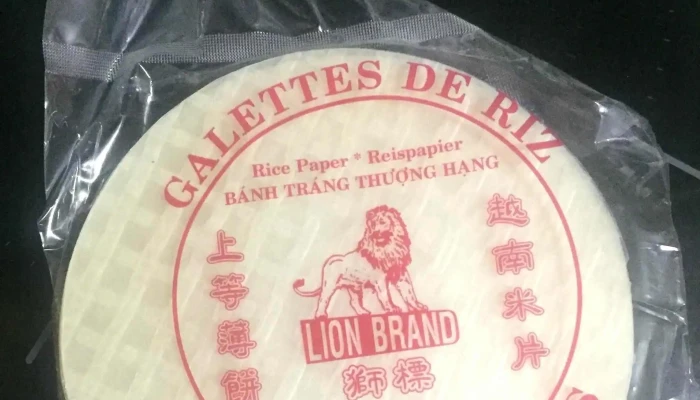 GALETTES DE RIZ
Rice Paper * Reispapier
BÁNH TRÁNG THƯỢNG HẠNG
上等薄餅
越南米片
LION BRAND
獅標